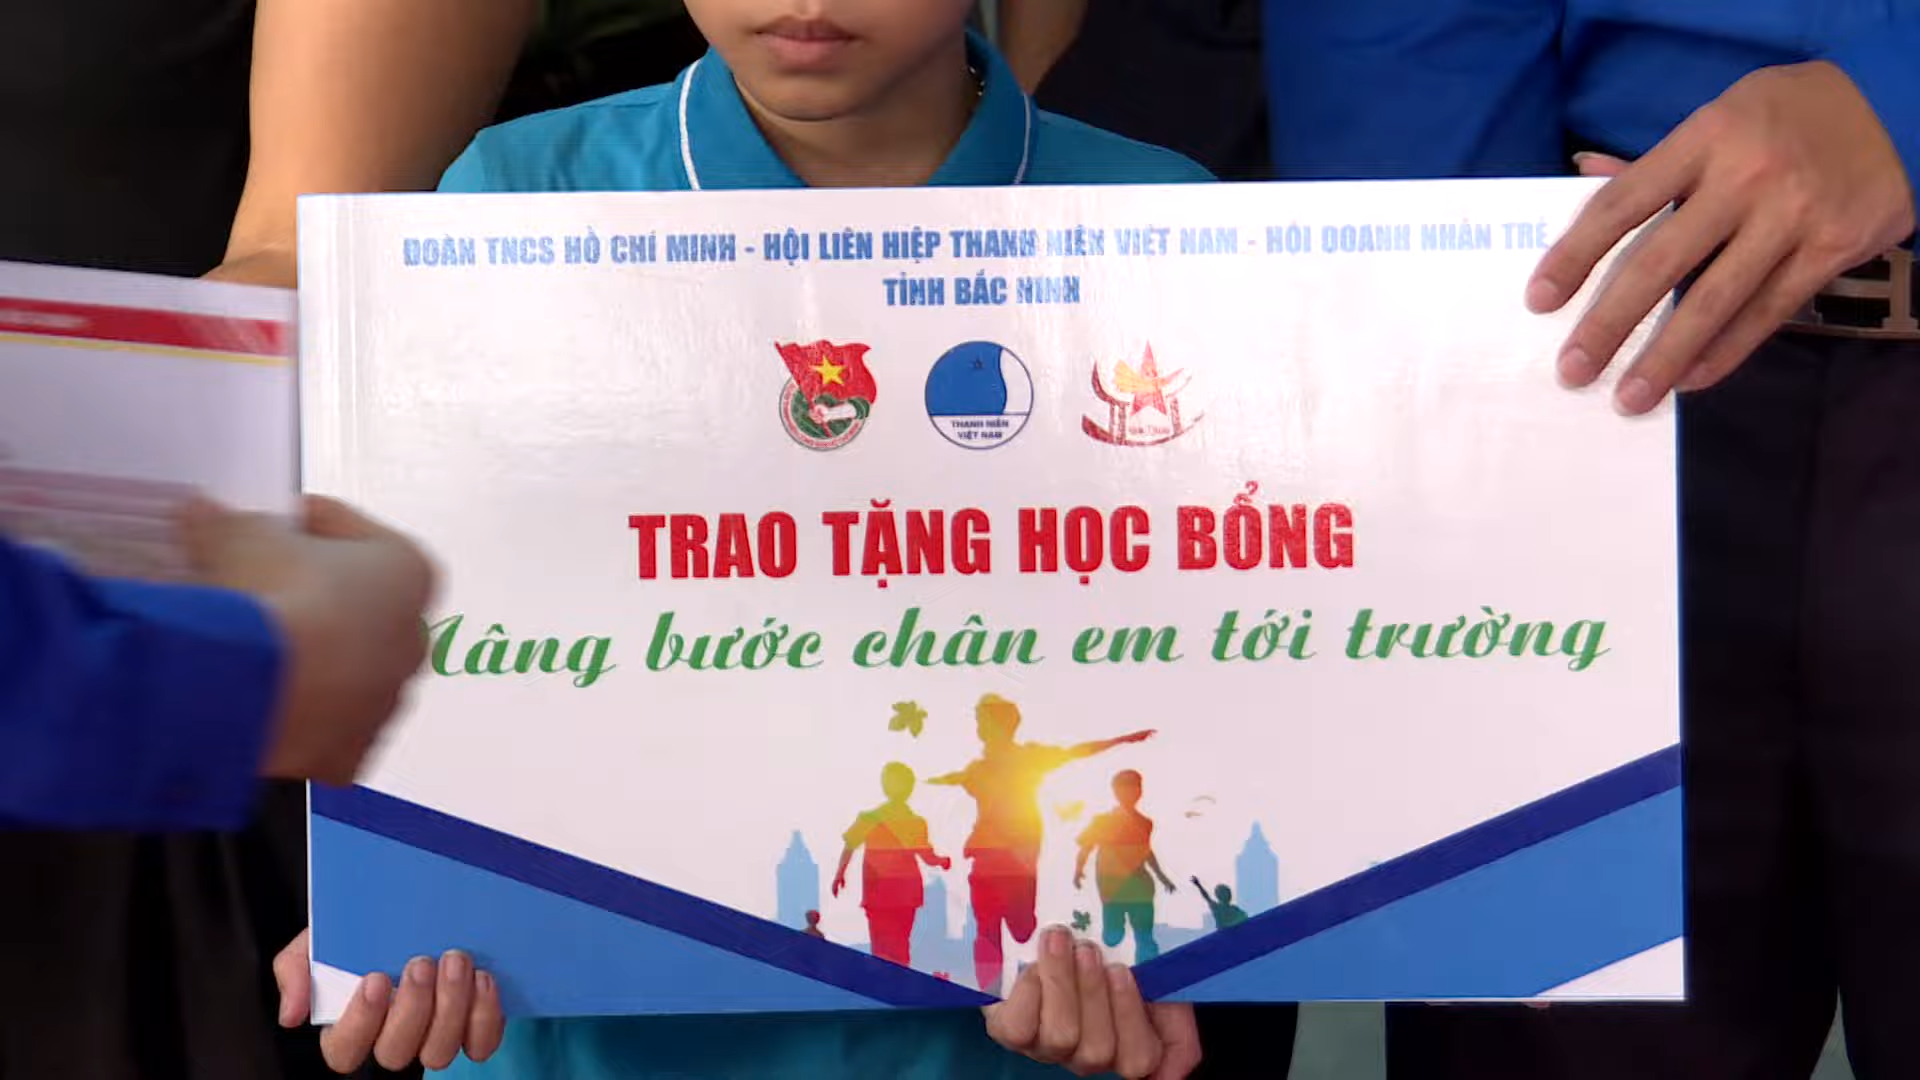 ĐOÀN TNCS HỒ CHÍ MINH - HỘI LIÊN HIỆP THANH NIÊN VIỆT NAM - HỘI DOANH NHÂN TRẺ
TỈNH BẮC NINH
THANH NIÊN
VIỆT NAM
TRAO TẶNG HỌC BỔNG
Nâng bước chân em tới trường